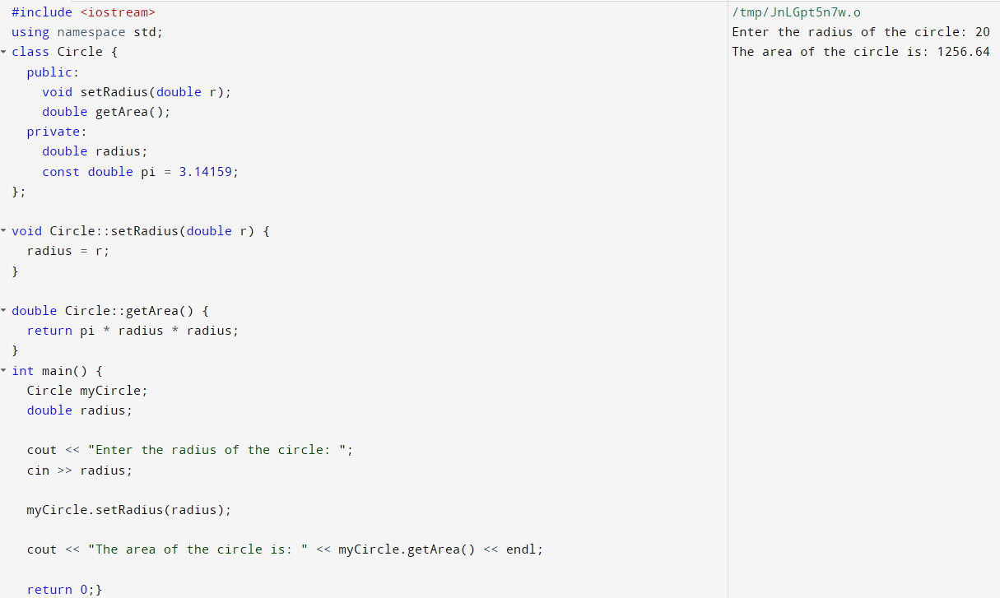 #include <iostream>
using namespace std;
class Circle {
  public:
    void setRadius(double r);
    double getArea();
  private:
    double radius;
    const double pi = 3.14159;
};

void Circle::setRadius(double r) {
  radius = r;
}

double Circle::getArea() {
  return pi * radius * radius;
}
int main() {
  Circle myCircle;
  double radius;

  cout << "Enter the radius of the circle: ";
  cin >> radius;

  myCircle.setRadius(radius);

  cout << "The area of the circle is: " << myCircle.getArea() << endl;

  return 0;}
/tmp/JnLGpt5n7w.o
Enter the radius of the circle: 20
The area of the circle is: 1256.64